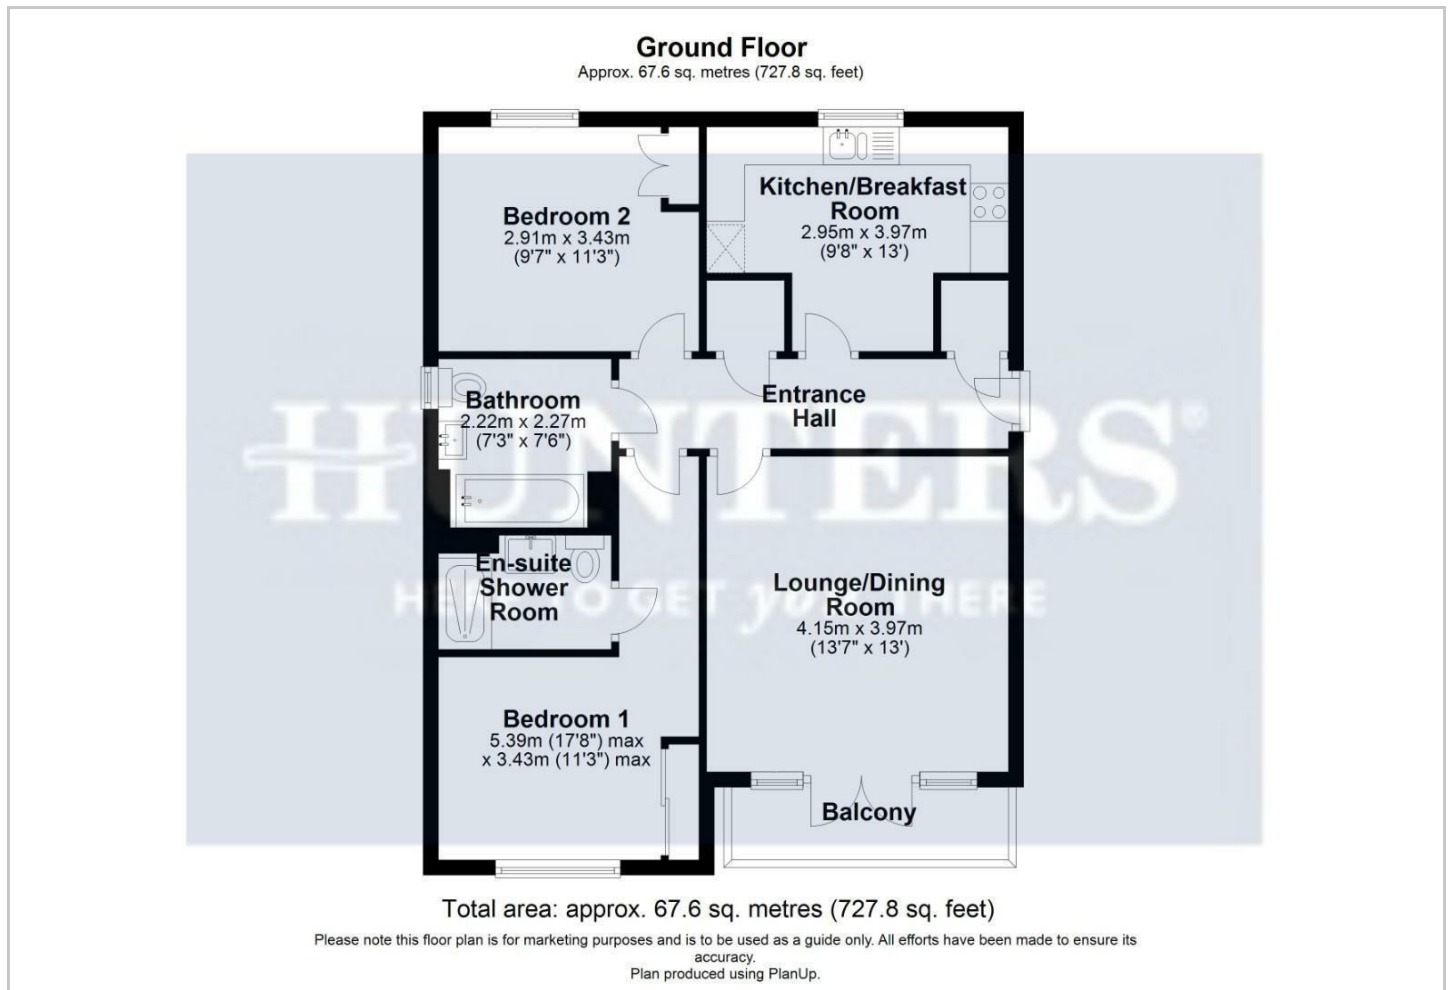 Ground Floor
Approx. 67.6 sq. metres (727.8 sq. feet)
Bedroom 2
2.91m x 3.43m
(9'7" x 11'3")
Kitchen/Breakfast
Room
2.95m x 3.97m
(9'8" x 13')
Bathroom
2.22m x 2.27m
(7'3" x 7'6")
Entrance
Hall
HUNTERS®
HERE TO GET you THERE
En-suite
Shower
Room
Lounge/Dining
Room
4.15m x 3.97m
(13'7" x 13')
Bedroom 1
5.39m (17'8") max
x 3.43m (11'3") max
Balcony
Total area: approx. 67.6 sq. metres (727.8 sq. feet)
Please note this floor plan is for marketing purposes and is to be used as a guide only. All efforts have been made to ensure its
accuracy.
Plan produced using PlanUp.